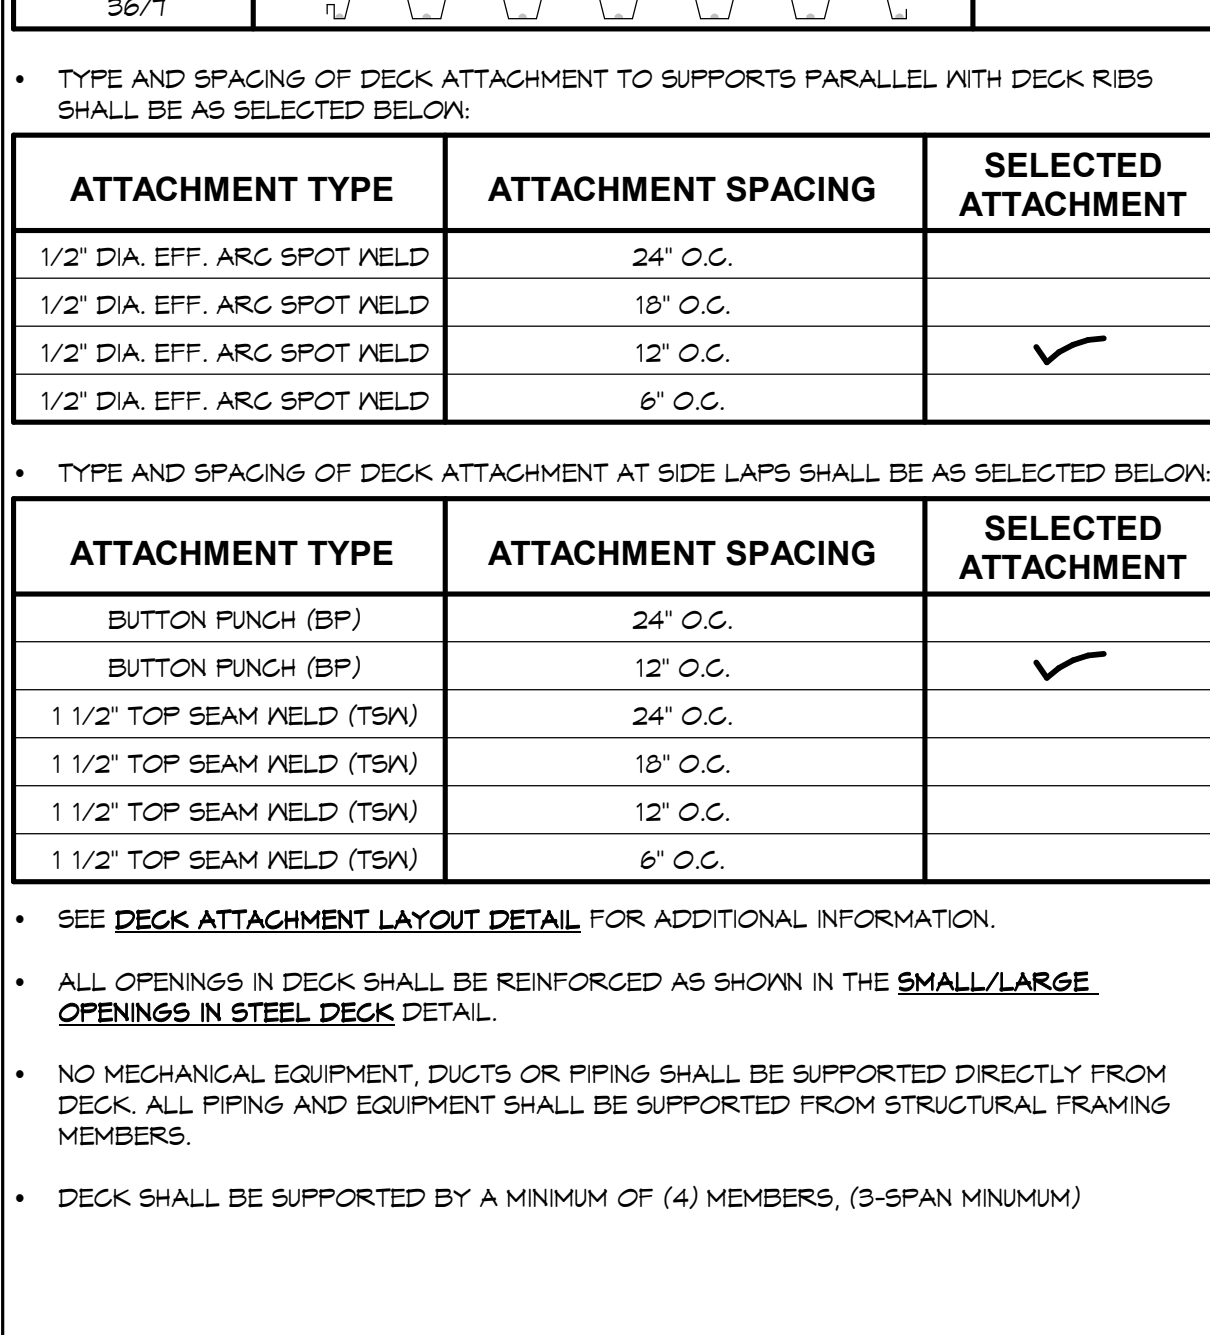 36/7
• TYPE AND SPACING OF DECK ATTACHMENT TO SUPPORTS PARALLEL WITH DECK RIBS
SHALL BE AS SELECTED BELOW:
ATTACHMENT TYPE ATTACHMENT SPACING SELECTED ATTACHMENT
1/2" DIA. EFF. ARC SPOT WELD 24" O.C.
1/2" DIA. EFF. ARC SPOT WELD 18" O.C.
1/2" DIA. EFF. ARC SPOT WELD 12" O.C. ✓
1/2" DIA. EFF. ARC SPOT WELD 6" O.C.
• TYPE AND SPACING OF DECK ATTACHMENT AT SIDE LAPS SHALL BE AS SELECTED BELOW:
ATTACHMENT TYPE ATTACHMENT SPACING SELECTED ATTACHMENT
BUTTON PUNCH (BP) 24" O.C.
BUTTON PUNCH (BP) 12" O.C. ✓
1 1/2" TOP SEAM WELD (TSW) 24" O.C.
1 1/2" TOP SEAM WELD (TSW) 18" O.C.
1 1/2" TOP SEAM WELD (TSW) 12" O.C.
1 1/2" TOP SEAM WELD (TSW) 6" O.C.
• SEE DECK ATTACHMENT LAYOUT DETAIL FOR ADDITIONAL INFORMATION.
• ALL OPENINGS IN DECK SHALL BE REINFORCED AS SHOWN IN THE SMALL/LARGE
OPENINGS IN STEEL DECK DETAIL.
• NO MECHANICAL EQUIPMENT, DUCTS OR PIPING SHALL BE SUPPORTED DIRECTLY FROM
DECK. ALL PIPING AND EQUIPMENT SHALL BE SUPPORTED FROM STRUCTURAL FRAMING
MEMBERS.
• DECK SHALL BE SUPPORTED BY A MINIMUM OF (4) MEMBERS, (3-SPAN MINUMUM)